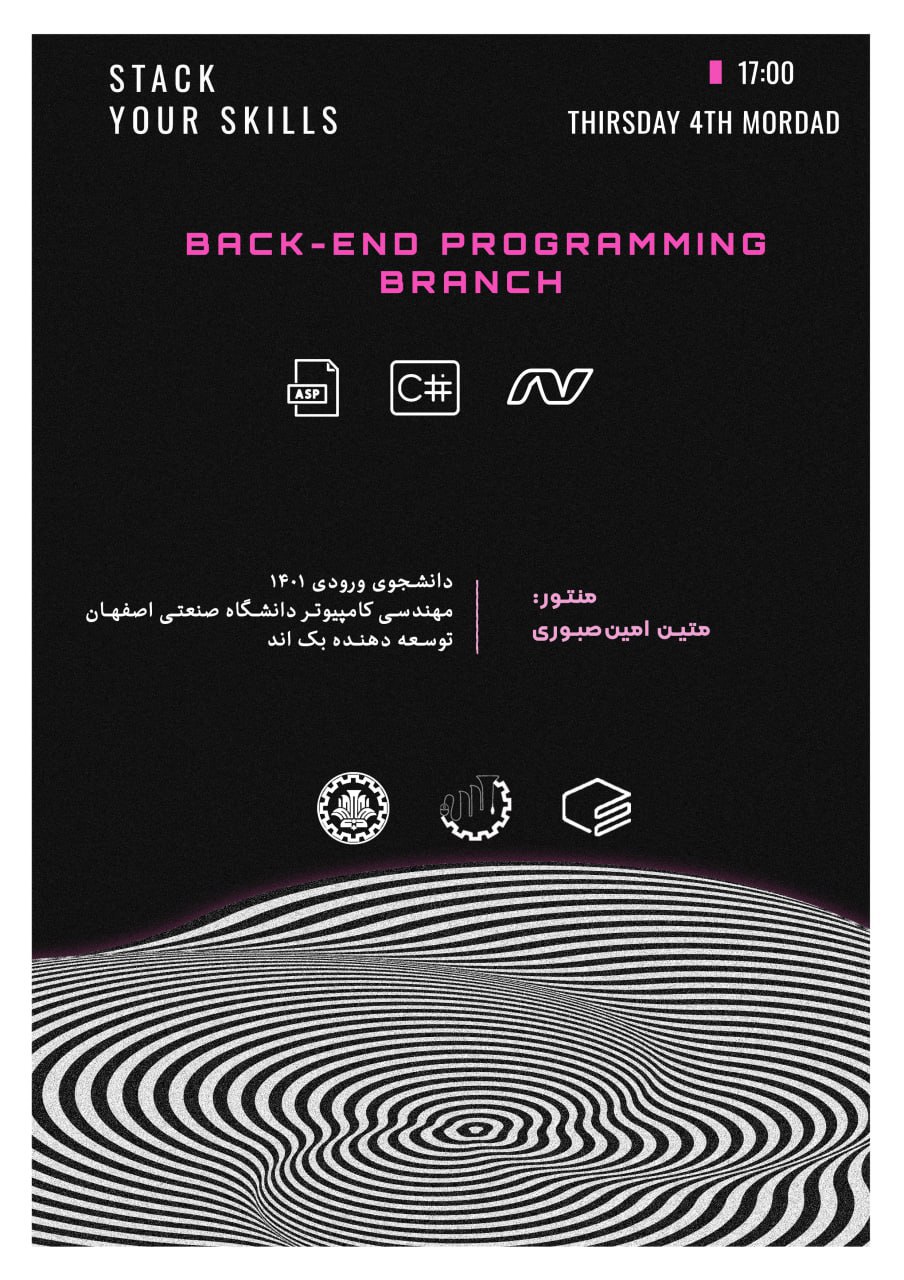 STACK
YOUR SKILLS
17:00
THIRSDAY 4TH MORDAD
BACK-END PROGRAMMING
BRANCH
ASP
C#
منتور:
متین امین‌صبوری
دانشجوی ورودی ۱۴۰۱
مهندسی کامپیوتر دانشگاه صنعتی اصفهان
توسعه دهنده بک اند